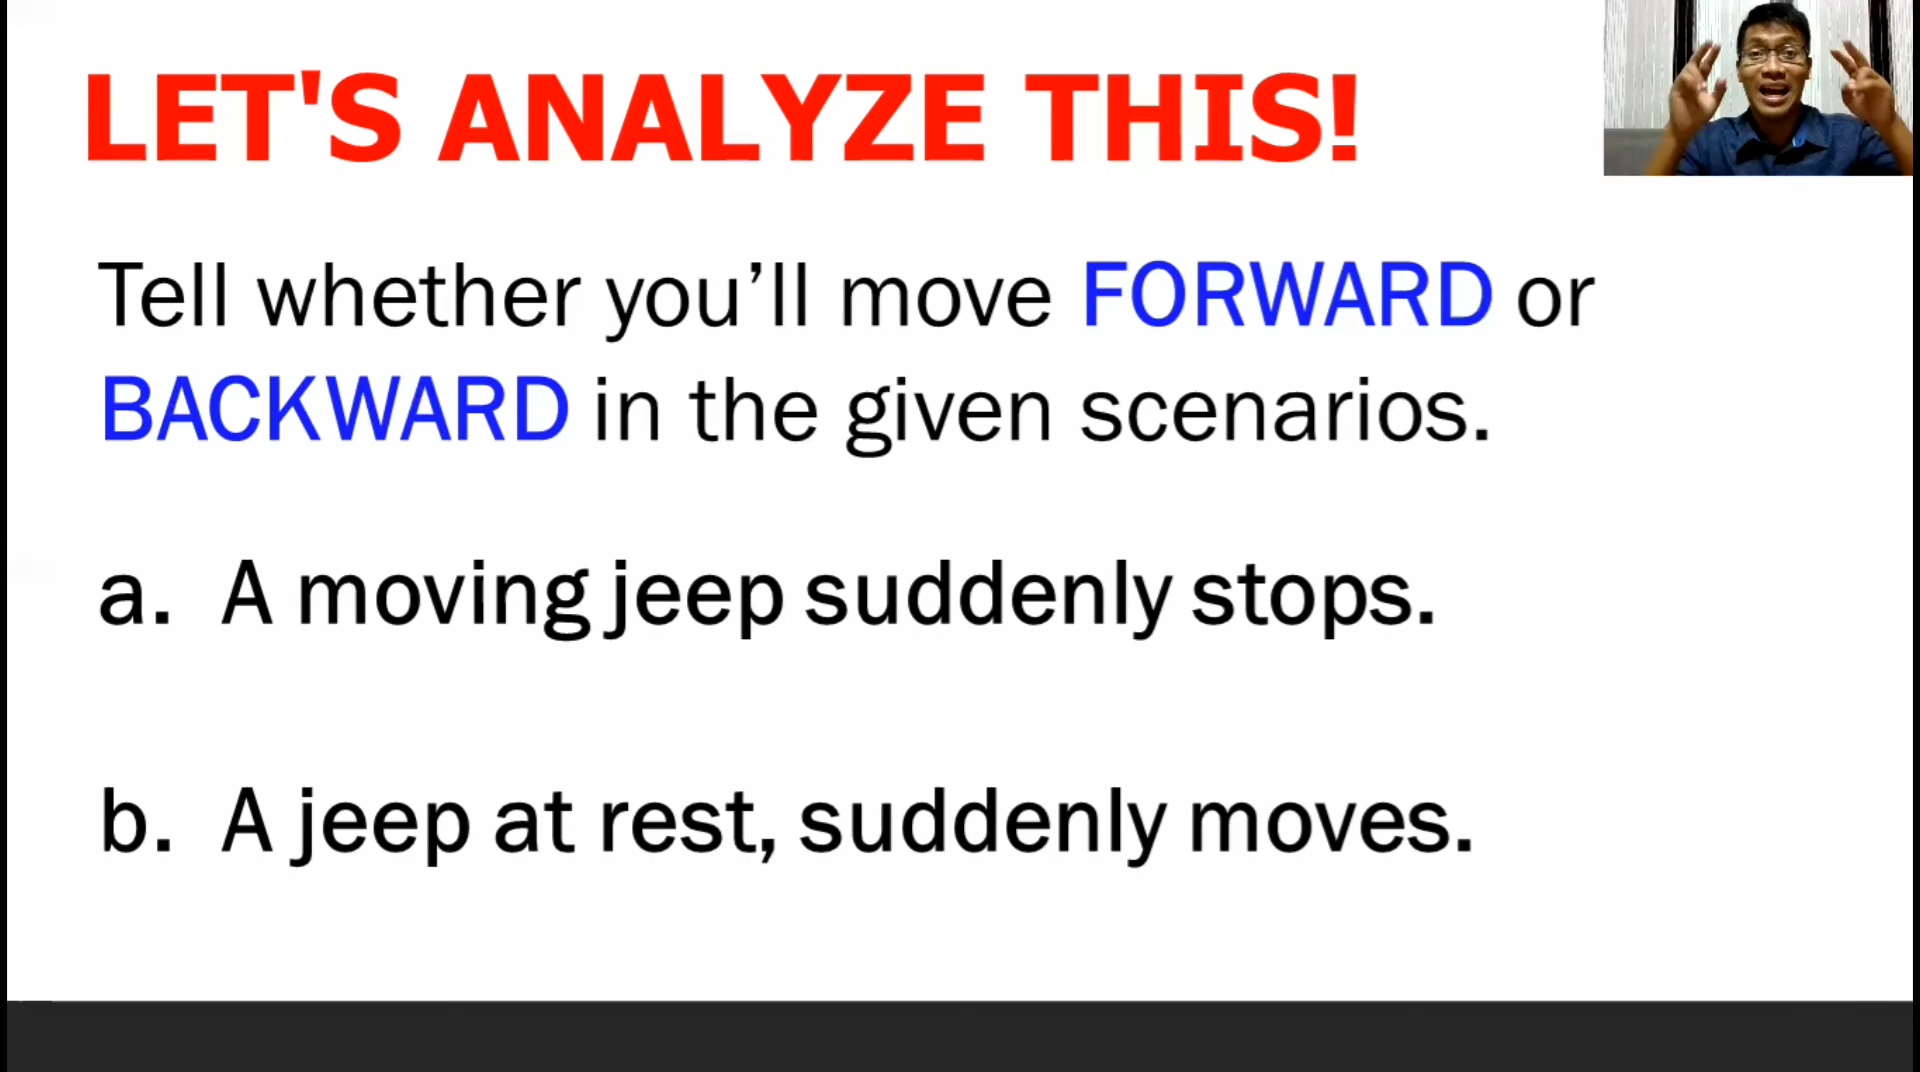 LET'S ANALYZE THIS!
Tell whether you’ll move FORWARD or
BACKWARD in the given scenarios.
a. A moving jeep suddenly stops.
b. A jeep at rest, suddenly moves.